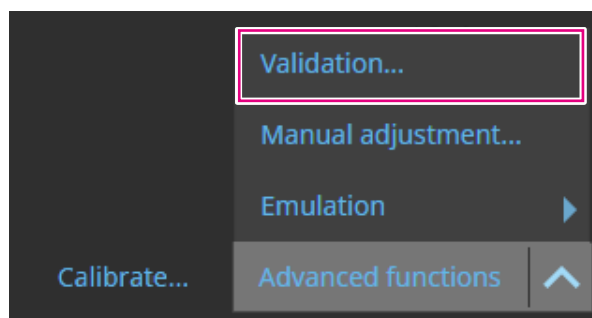 Validation...
Manual adjustment...
Emulation
Calibrate... Advanced functions